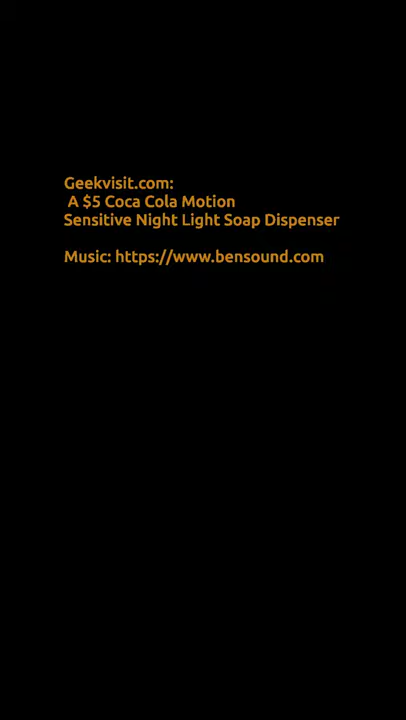 Geekvisit.com:
A $5 Coca Cola Motion
Sensitive Night Light Soap Dispenser
Music: https://www.bensound.com